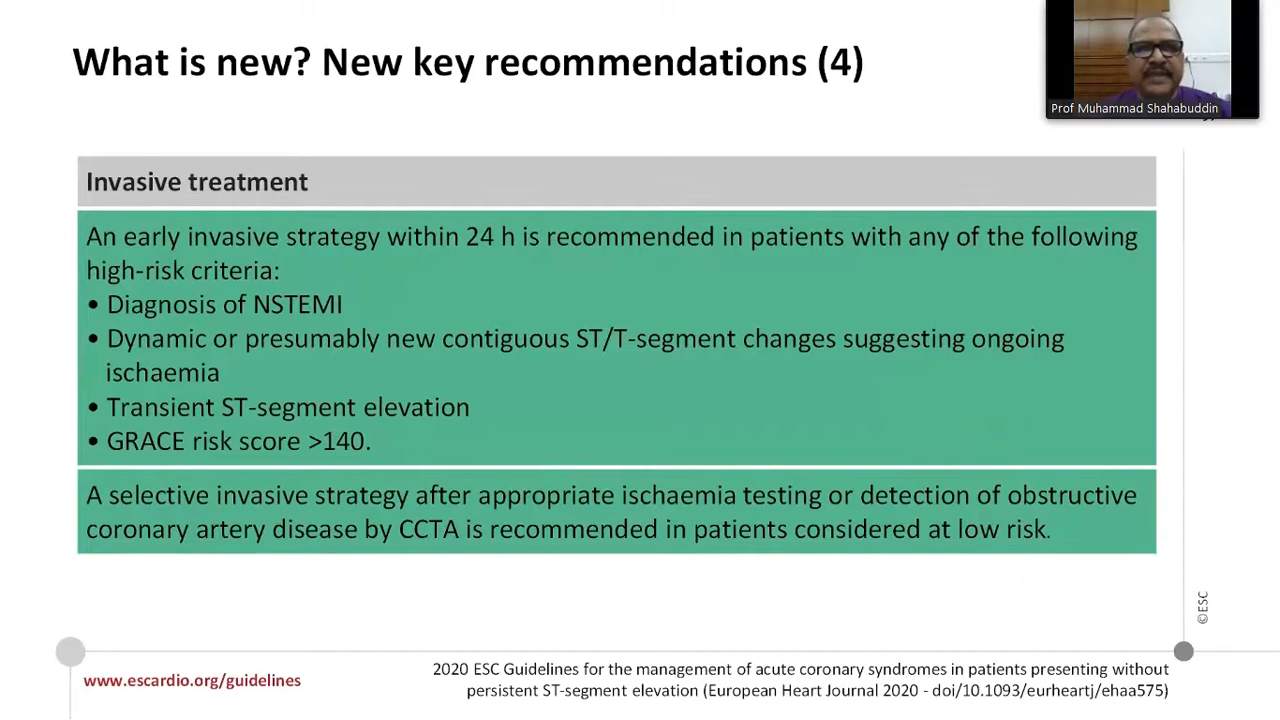 What is new? New key recommendations (4)
Prof Muhammad Shahabuddin
Invasive treatment
An early invasive strategy within 24 h is recommended in patients with any of the following
high-risk criteria:
• Diagnosis of NSTEMI
• Dynamic or presumably new contiguous ST/T-segment changes suggesting ongoing
ischaemia
• Transient ST-segment elevation
• GRACE risk score >140.
A selective invasive strategy after appropriate ischaemia testing or detection of obstructive
coronary artery disease by CCTA is recommended in patients considered at low risk.
©ESC
www.escardio.org/guidelines
2020 ESC Guidelines for the management of acute coronary syndromes in patients presenting without
persistent ST-segment elevation (European Heart Journal 2020 - doi/10.1093/eurheartj/ehaa575)